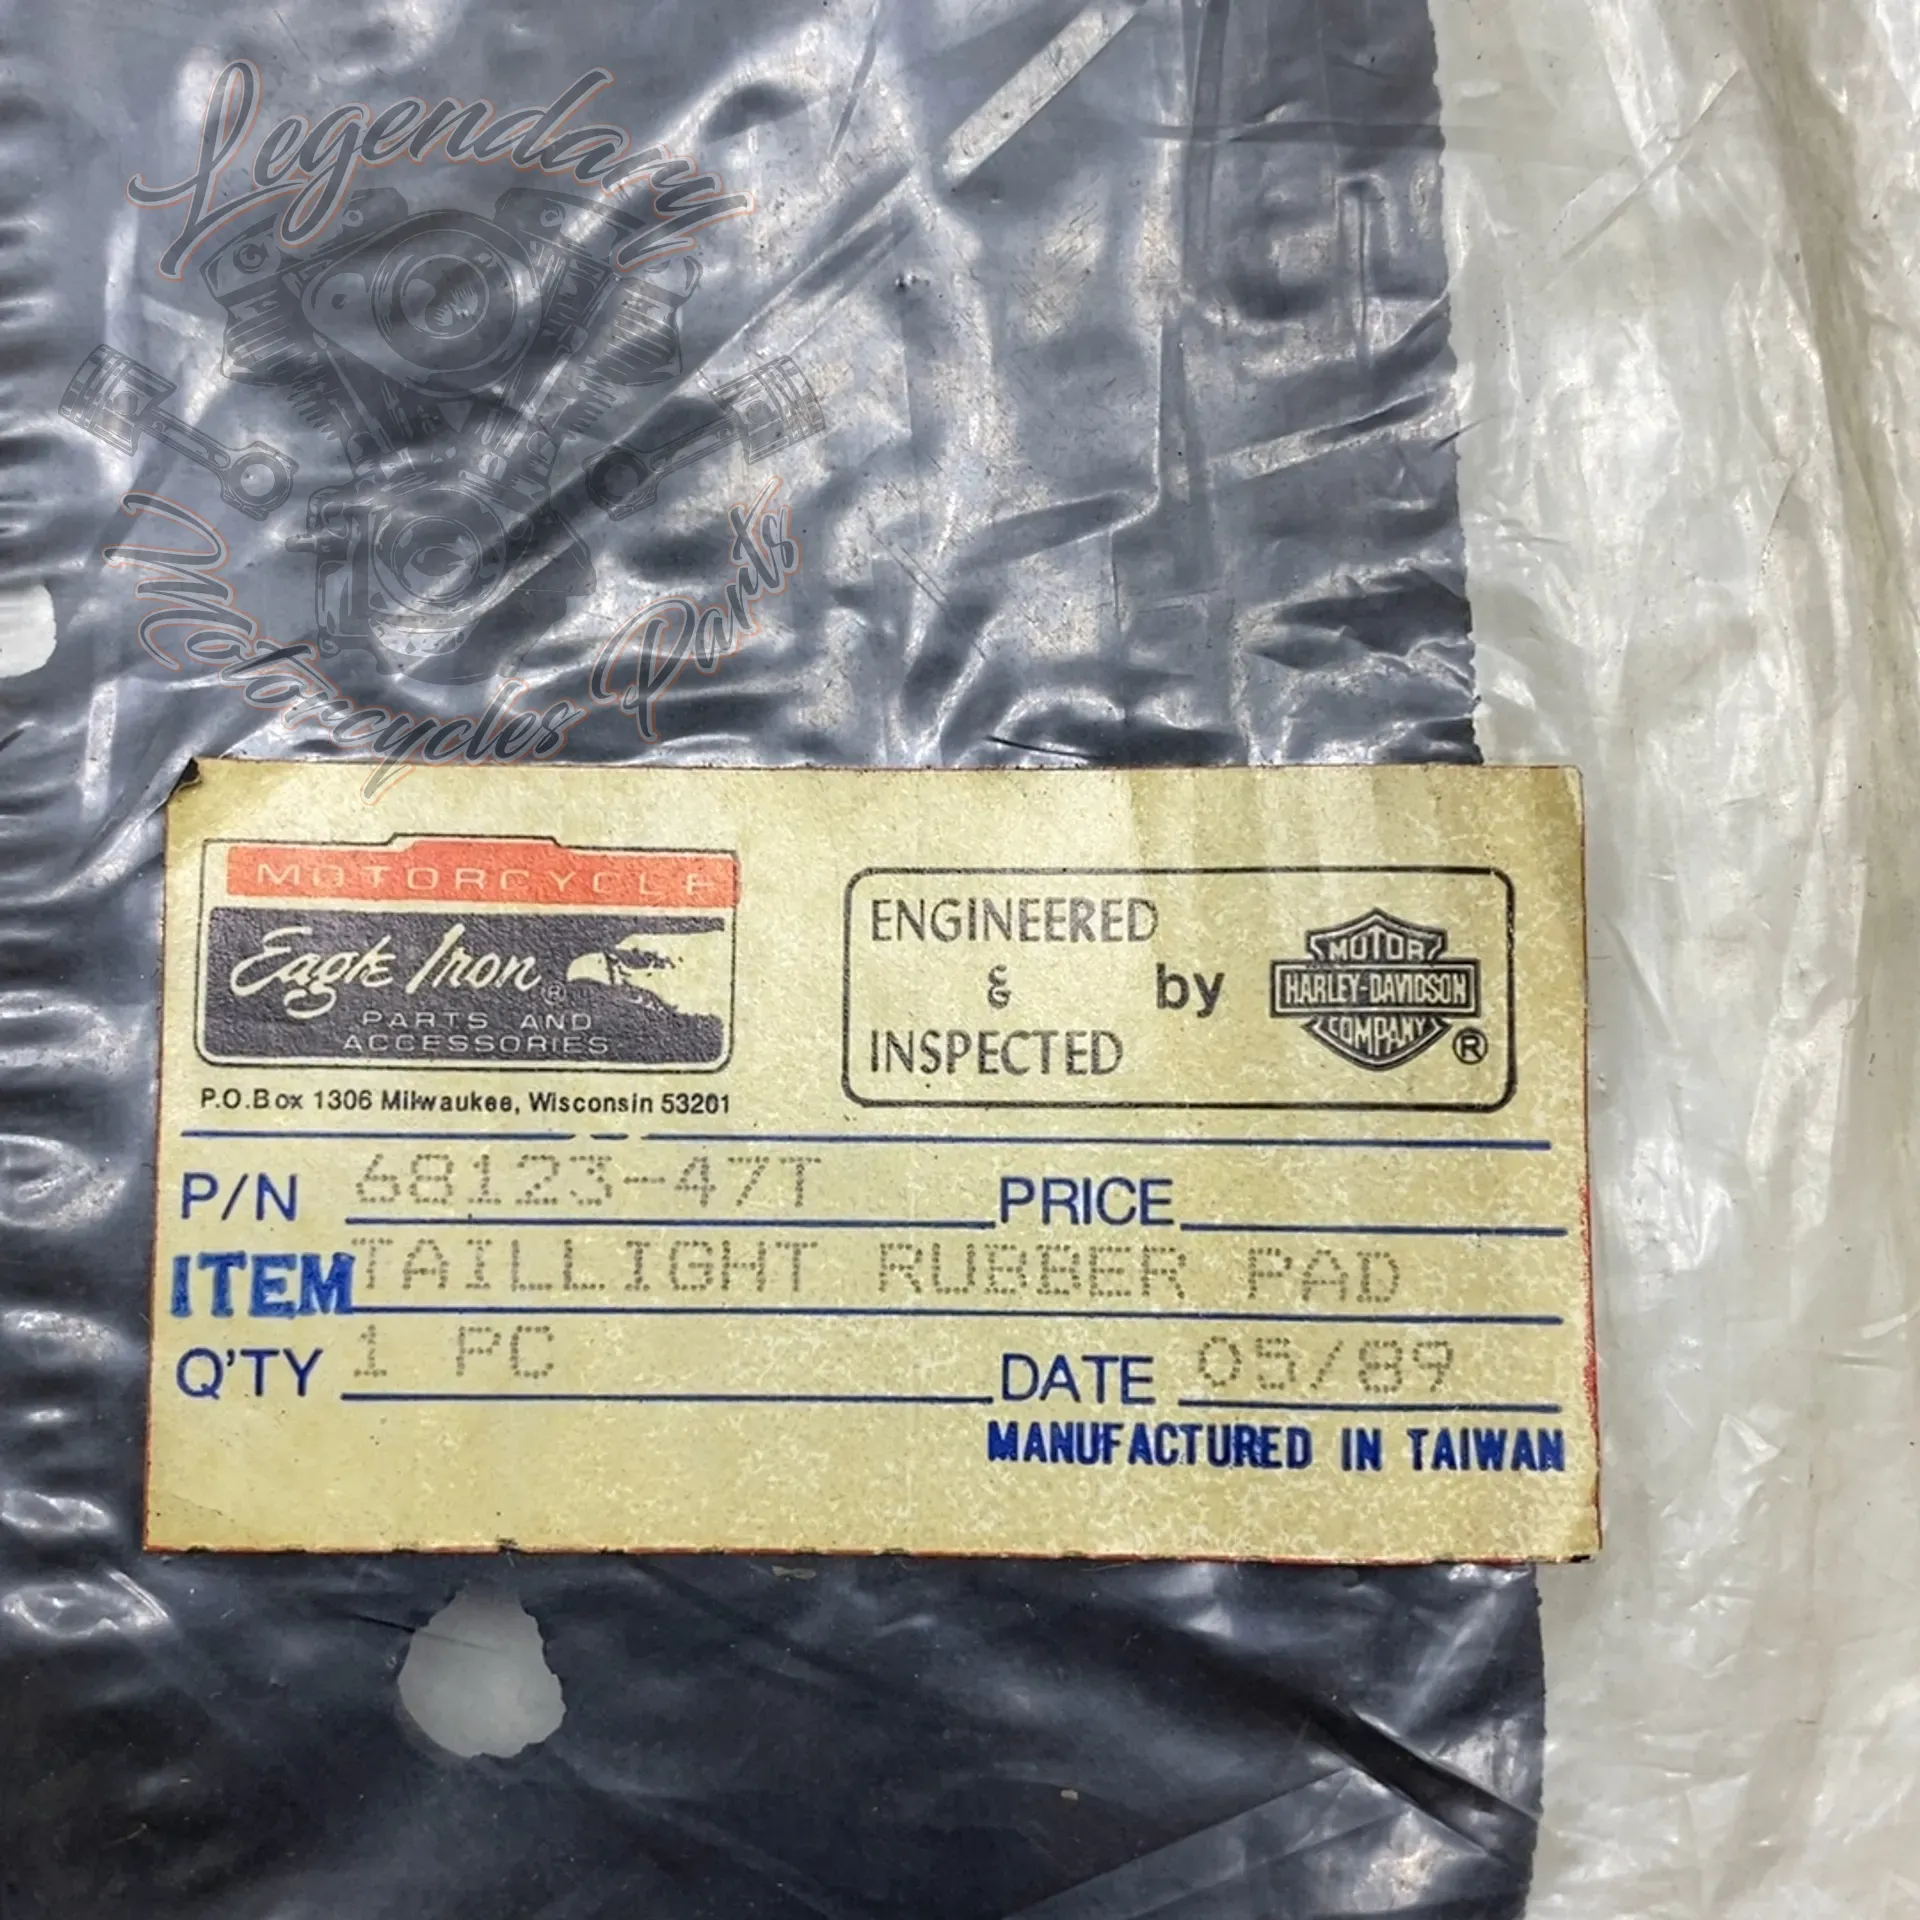 Legendary
Motorcycles Parts
MOTORCYCLE
Eagle Iron ®
PARTS AND
ACCESSORIES
P.O.Box 1306 Milwaukee, Wisconsin 53201
ENGINEERED
&
INSPECTED
by
MOTOR
HARLEY-DAVIDSON
COMPANY
®
P/N 68123-47T PRICE
ITEM TAILLIGHT RUBBER PAD
Q'TY 1 PC DATE 05/89
MANUFACTURED IN TAIWAN